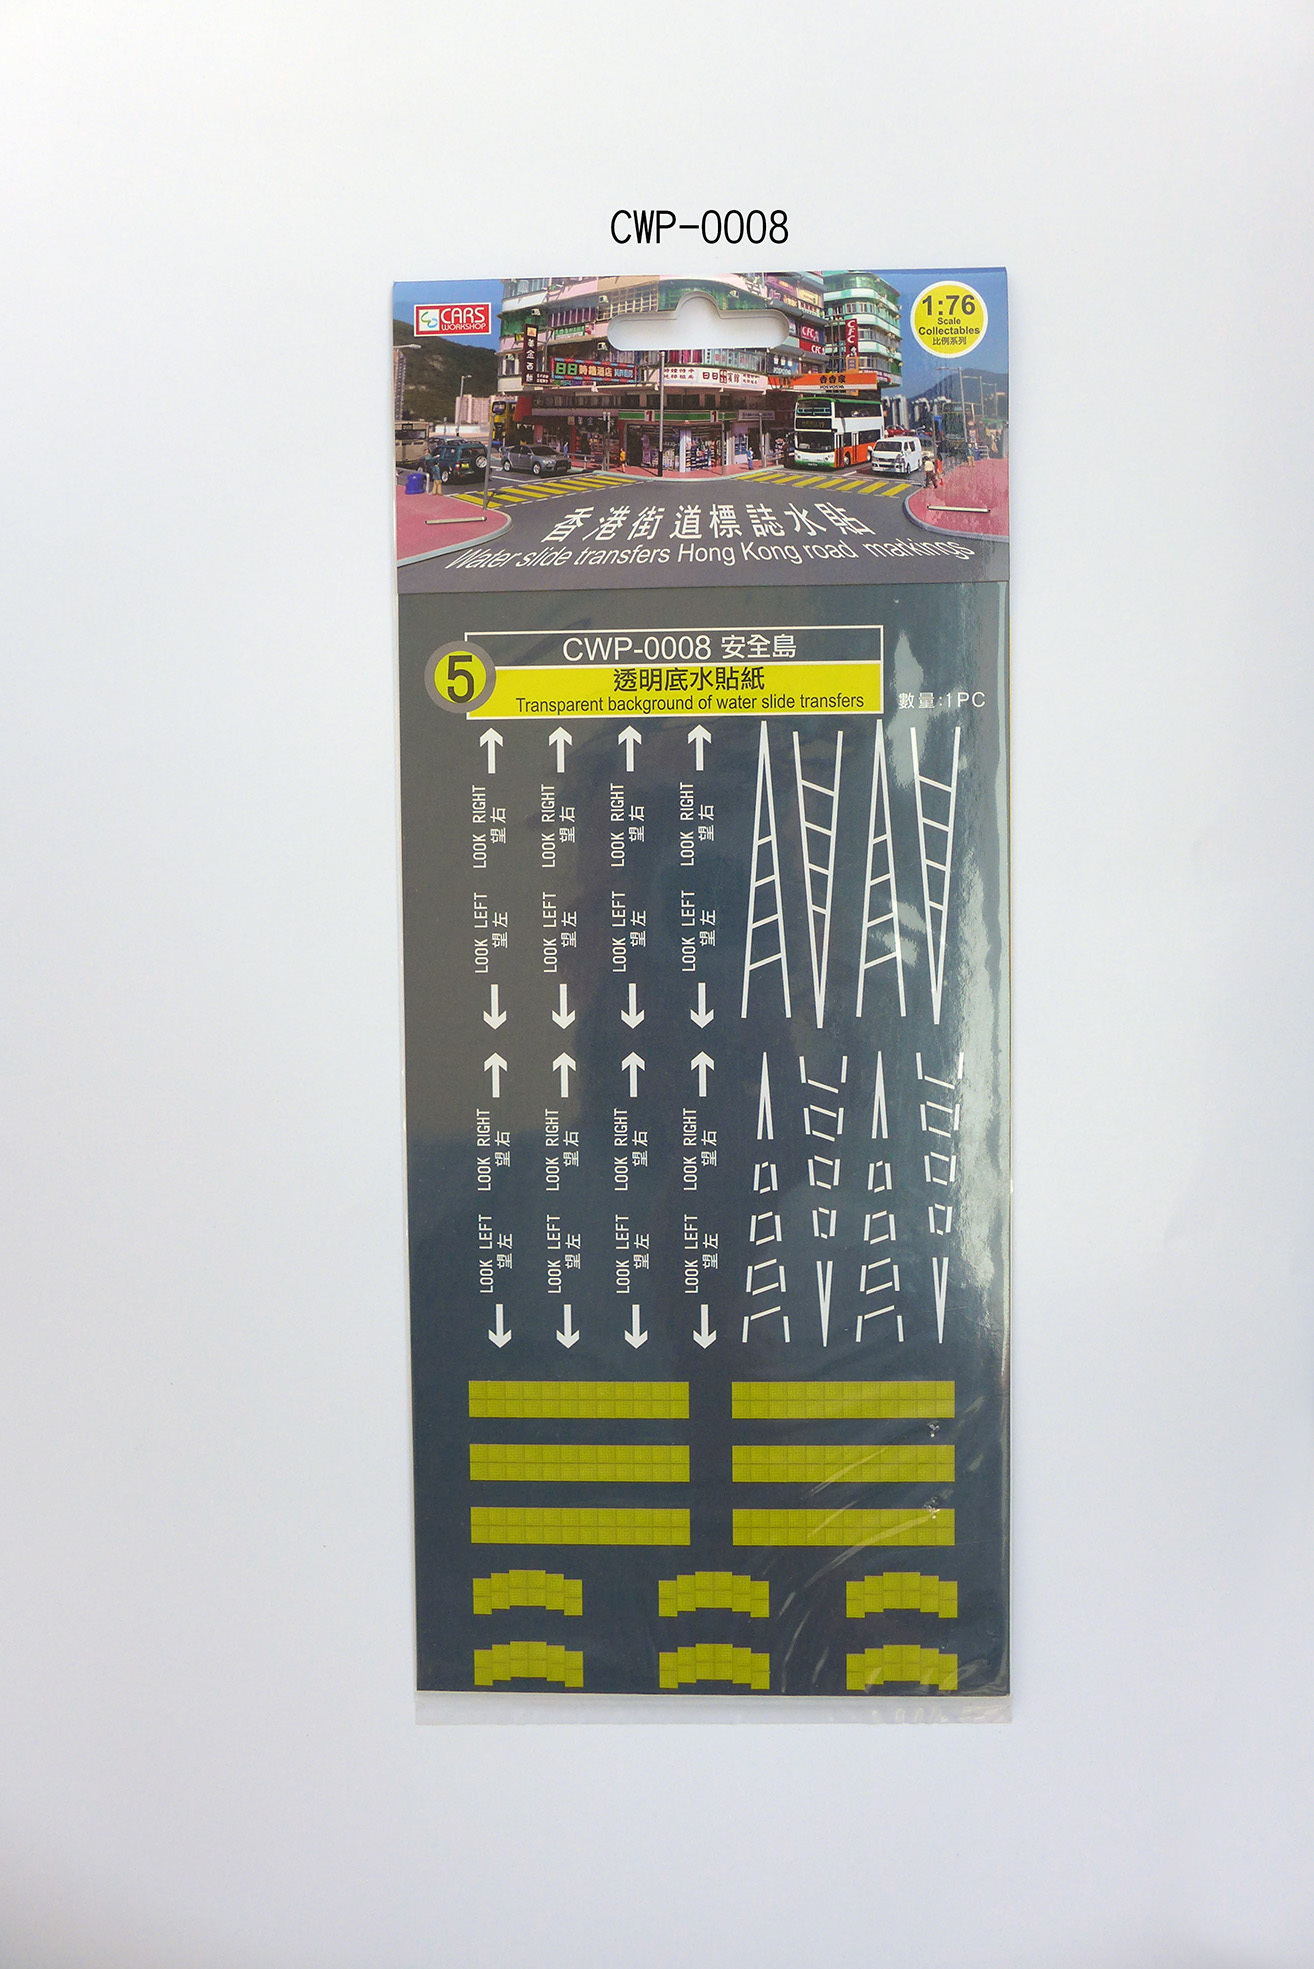 CWP-0008
CARS
WORKSHOP
1:76
Scale
Collectables
比例系列
CFC
CFC
香港街道標誌水貼
Water slide transfers Hong Kong road markings
5
CWP-0008 安全島
透明底水貼紙
Transparent background of water slide transfers
數量:1PC
LOOK RIGHT
望右
LOOK RIGHT
望右
LOOK RIGHT
望右
LOOK RIGHT
望右
LOOK LEFT
望左
LOOK LEFT
望左
LOOK LEFT
望左
LOOK LEFT
望左
LOOK RIGHT
望右
LOOK RIGHT
望右
LOOK RIGHT
望右
LOOK RIGHT
望右
LOOK LEFT
望左
LOOK LEFT
望左
LOOK LEFT
望左
LOOK LEFT
望左